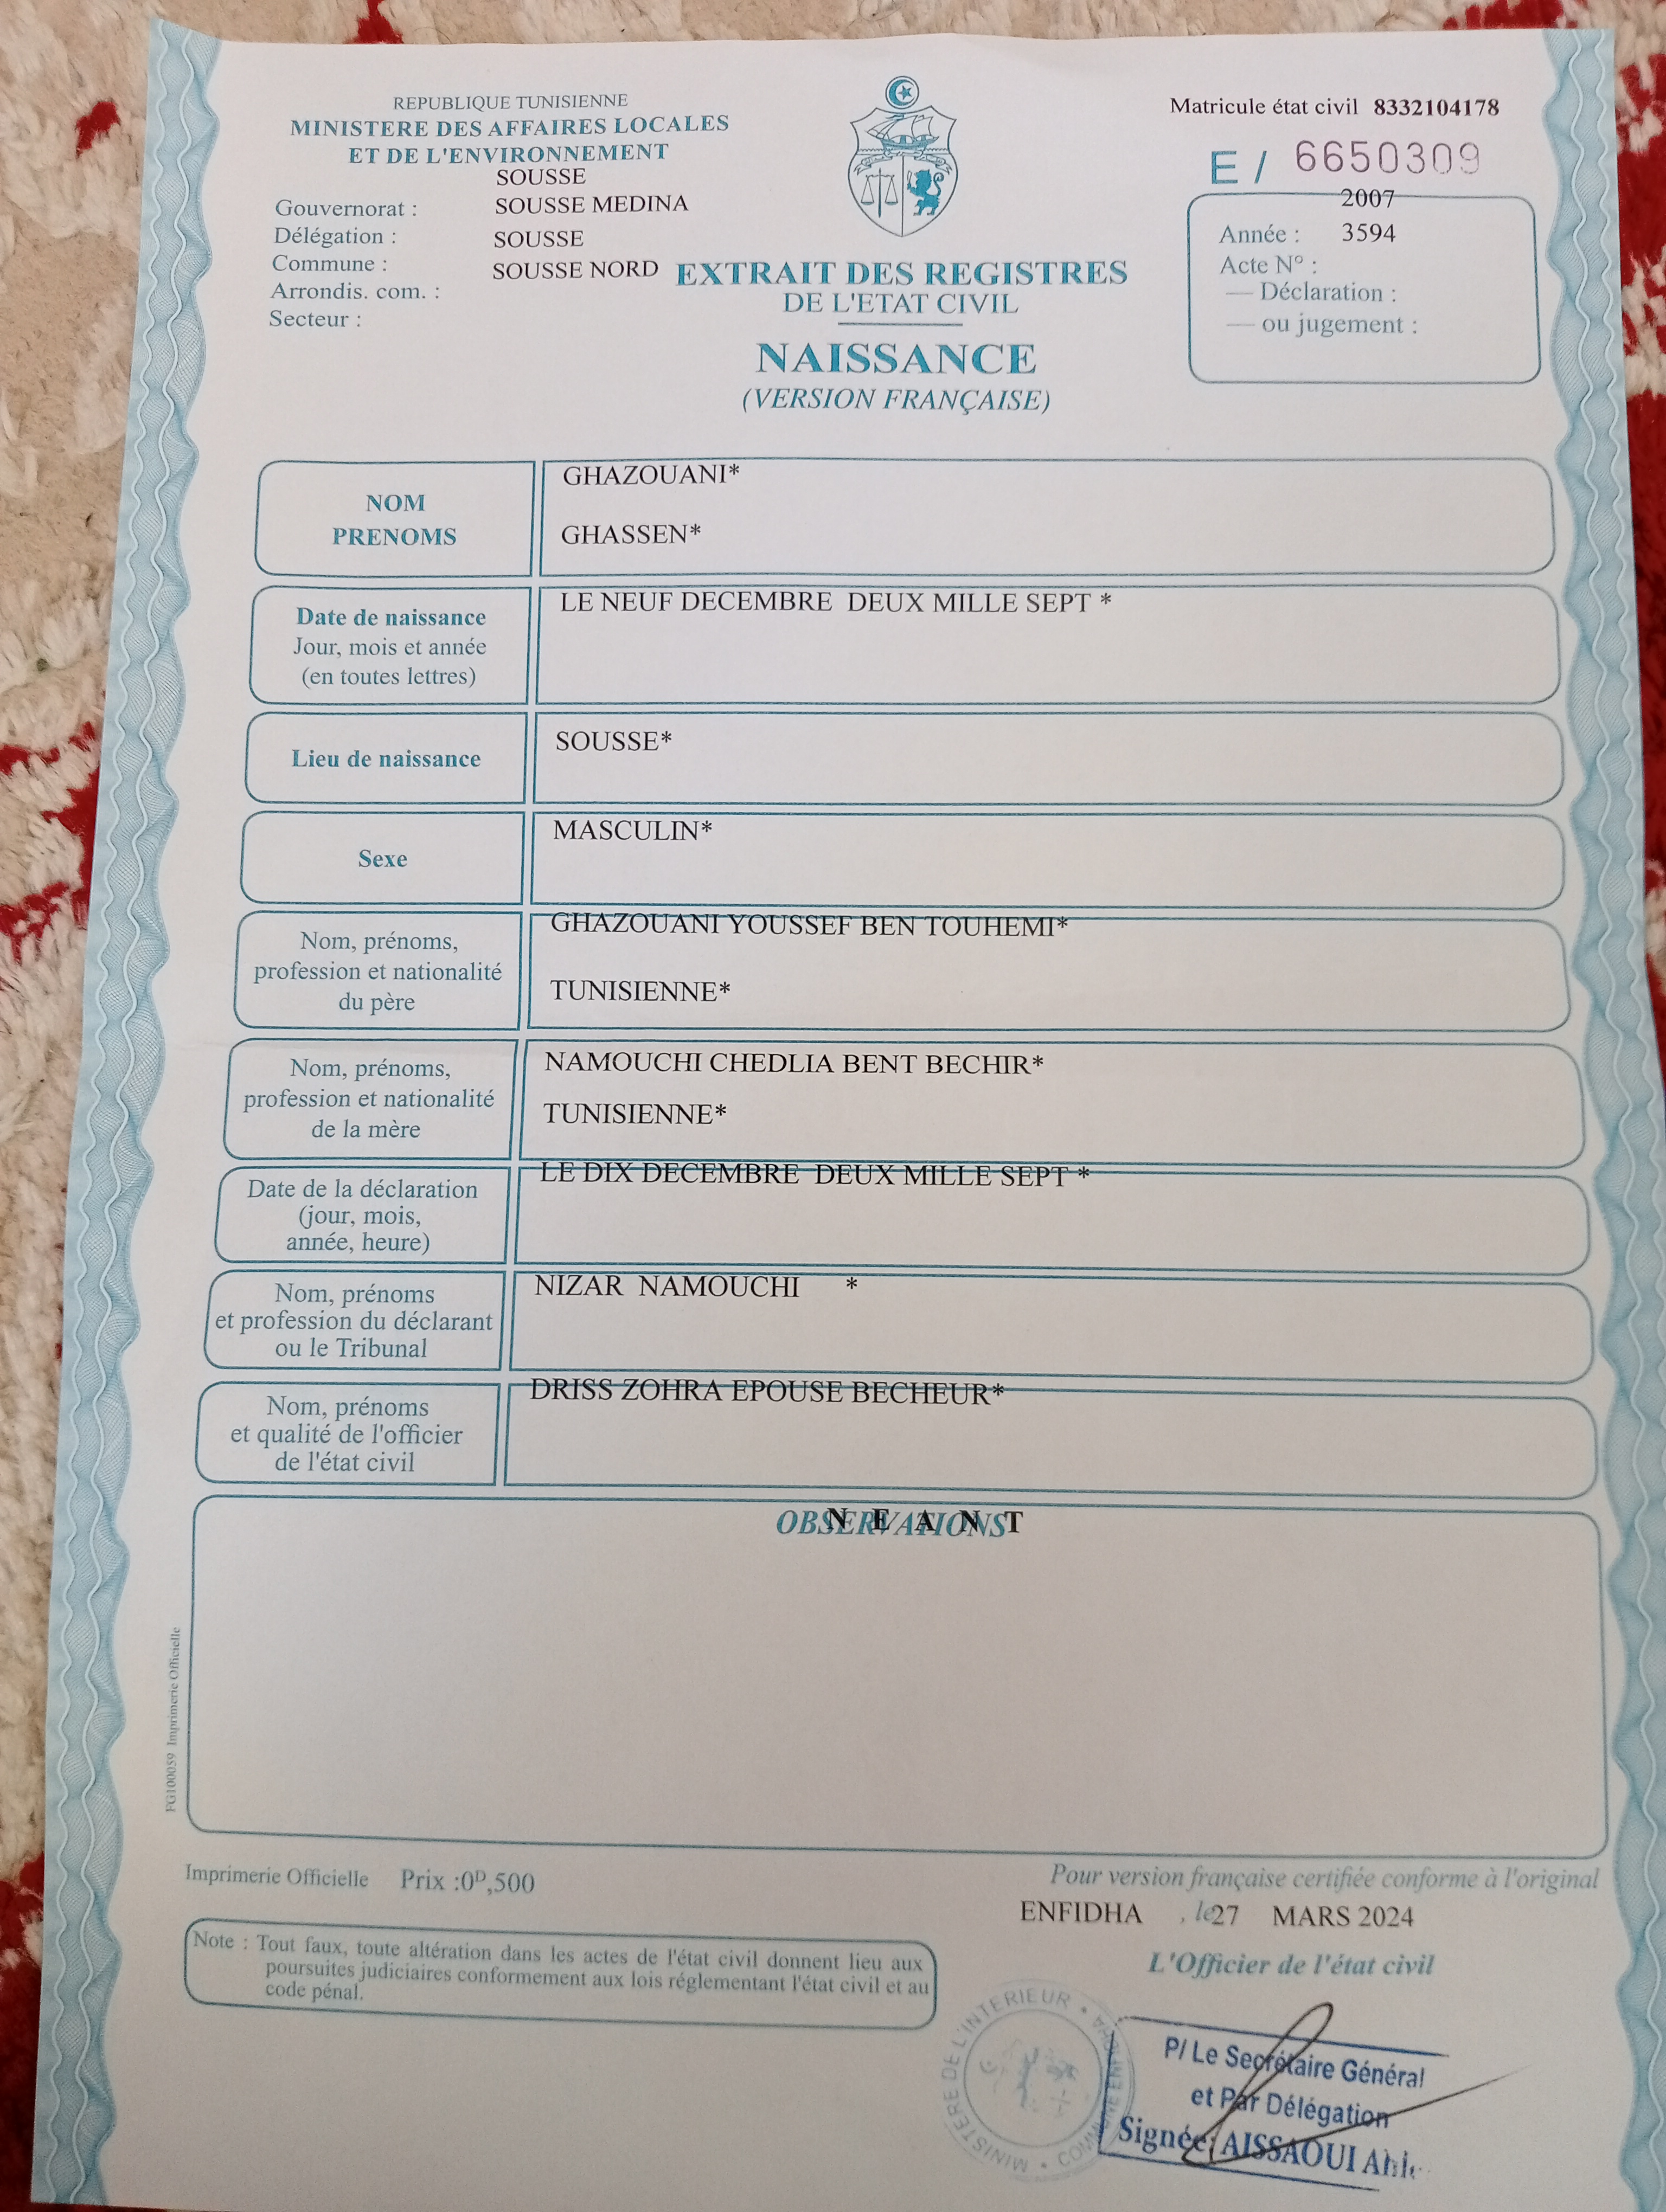 REPUBLIQUE TUNISIENNE
MINISTERE DES AFFAIRES LOCALES
ET DE L'ENVIRONNEMENT
SOUSSE
Gouvernorat : SOUSSE MEDINA
Délégation : SOUSSE
Commune : SOUSSE NORD
Arrondis. com. :
Secteur :
EXTRAIT DES REGISTRES
DE L'ETAT CIVIL
NAISSANCE
(VERSION FRANÇAISE)
Matricule état civil 8332104178
E / 6650309
2007
Année : 3594
Acte N° :
— Déclaration :
— ou jugement :
NOM
PRENOMS
GHAZOUANI*
GHASSEN*
Date de naissance
Jour, mois et année
(en toutes lettres)
LE NEUF DECEMBRE DEUX MILLE SEPT *
Lieu de naissance
SOUSSE*
Sexe
MASCULIN*
Nom, prénoms,
profession et nationalité
du père
GHAZOUANI YOUSSEF BEN TOUHEMI*
TUNISIENNE*
Nom, prénoms,
profession et nationalité
de la mère
NAMOUCHI CHEDLIA BENT BECHIR*
TUNISIENNE*
Date de la déclaration
(jour, mois,
année, heure)
LE DIX DECEMBRE DEUX MILLE SEPT *
Nom, prénoms
et profession du déclarant
ou le Tribunal
NIZAR NAMOUCHI *
Nom, prénoms
et qualité de l'officier
de l'état civil
DRISS ZOHRA EPOUSE BECHEUR*
OBSERVATIONS
N E A N T
FG100059 Imprimerie Officielle
Imprimerie Officielle Prix :0D,500
Note : Tout faux, toute altération dans les actes de l'état civil donnent lieu aux
poursuites judiciaires conformement aux lois réglementant l'état civil et au
code pénal.
Pour version française certifiée conforme à l'original
ENFIDHA , le 27 MARS 2024
L'Officier de l'état civil
MINISTERE DE L'INTERIEUR • COMMUNE ENFIDHA •
P/ Le Secrétaire Général
et Par Délégation
Signée: AISSAOUI